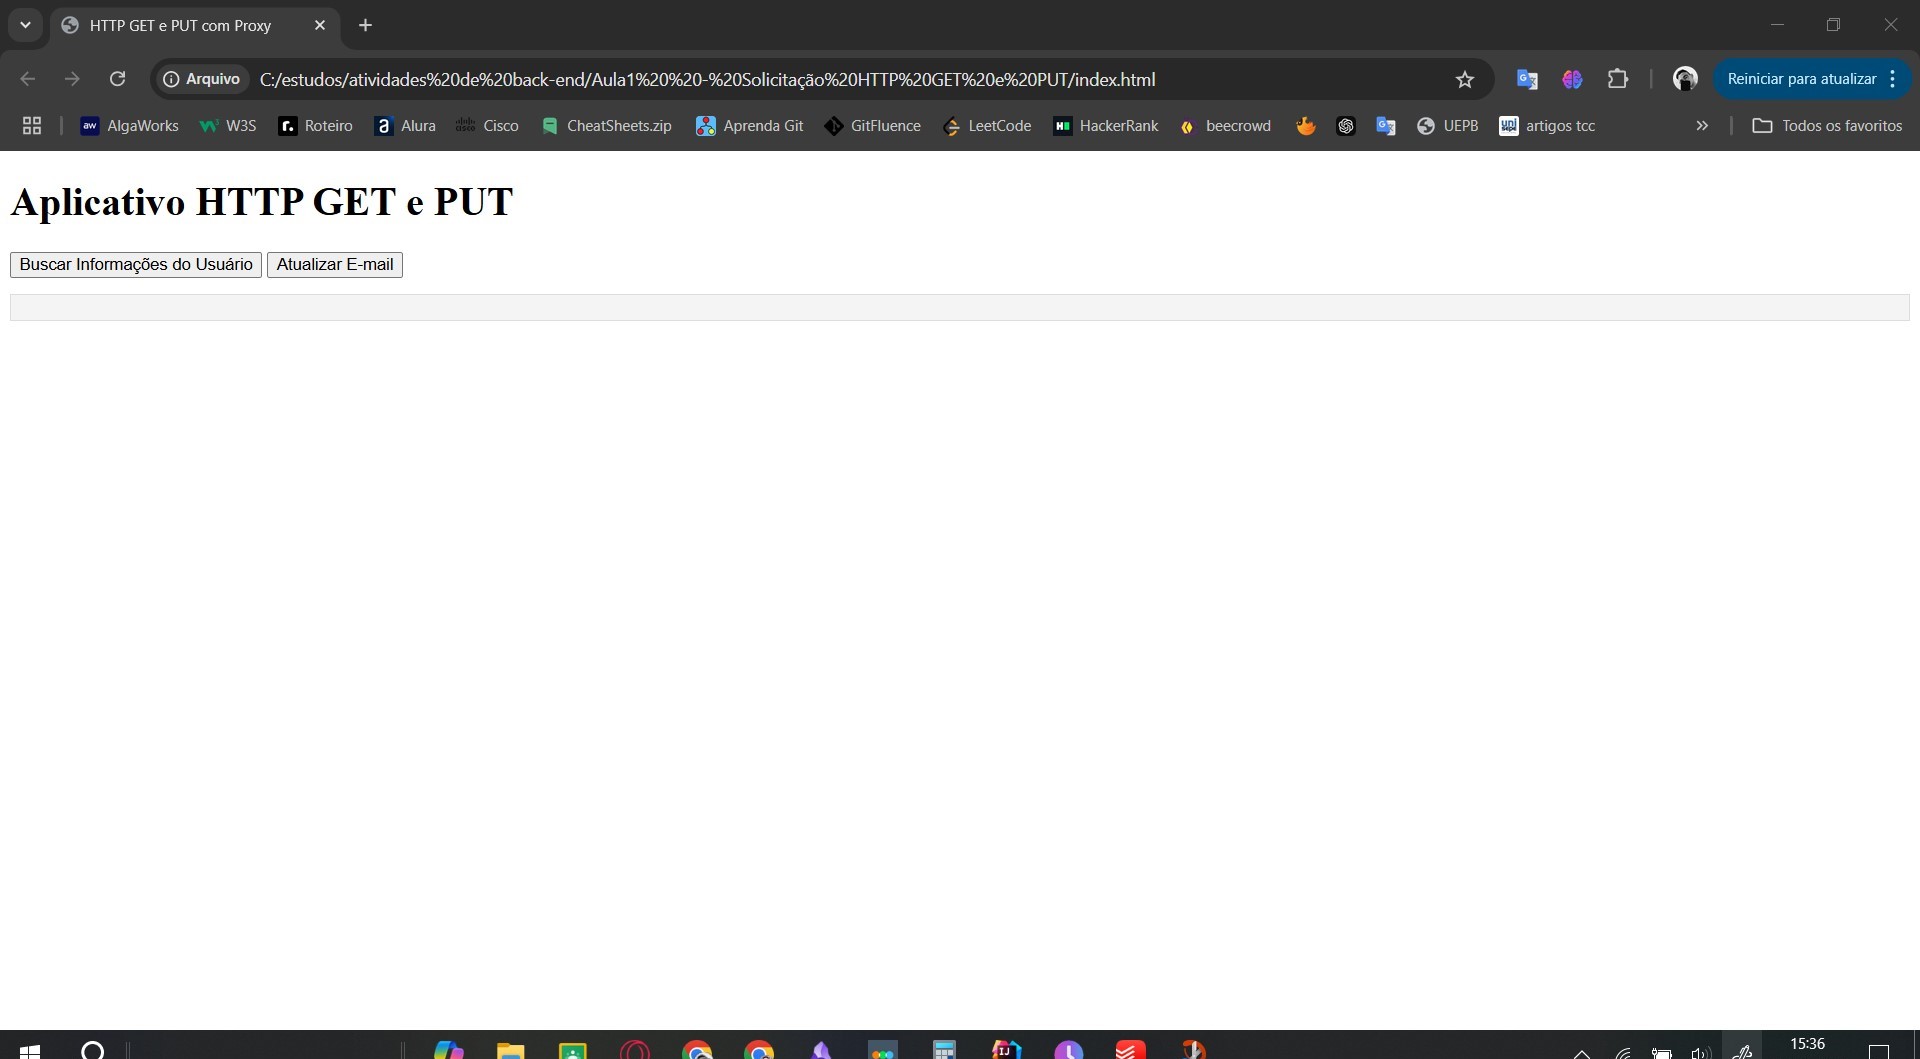 HTTP GET e PUT com Proxy
Arquivo C:/estudos/atividades%20de%20back-end/Aula1%20%20-%20Solicitação%20HTTP%20GET%20e%20PUT/index.html Reiniciar para atualizar
aw AlgaWorks W3S r. Roteiro a Alura cisco Cisco CheatSheets.zip Aprenda Git GitFluence LeetCode HackerRank beecrowd UEPB artigos tcc » Todos os favoritos
Aplicativo HTTP GET e PUT
Buscar Informações do Usuário Atualizar E-mail
15:36